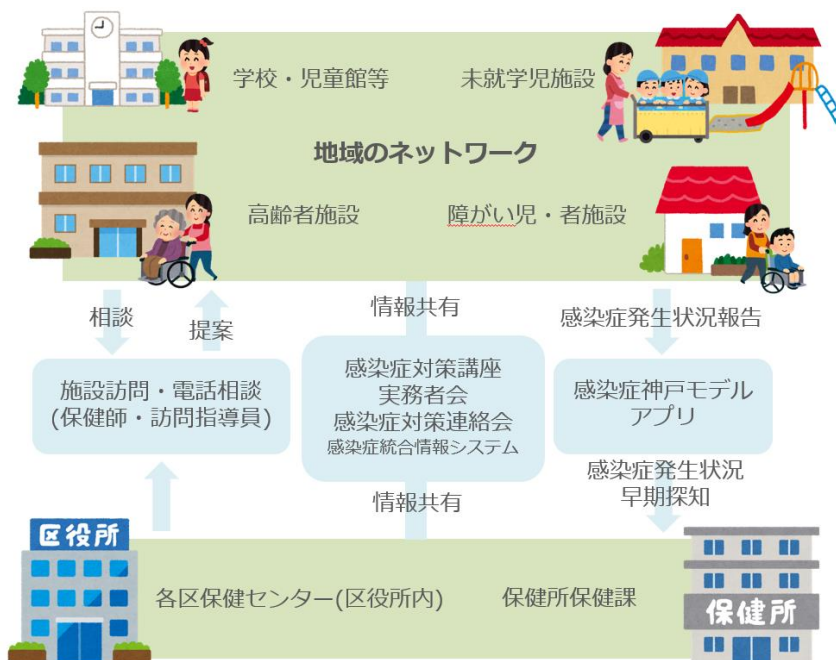 学校・児童館等
未就学児施設
地域のネットワーク
高齢者施設
障がい児・者施設
相談
提案
情報共有
感染症発生状況報告
施設訪問・電話相談
(保健師・訪問指導員)
感染症対策講座
実務者会
感染症対策連絡会
感染症統合情報システム
感染症神戸モデル
アプリ
情報共有
感染症発生状況
早期探知
区役所
各区保健センター(区役所内)
保健所保健課
保健所